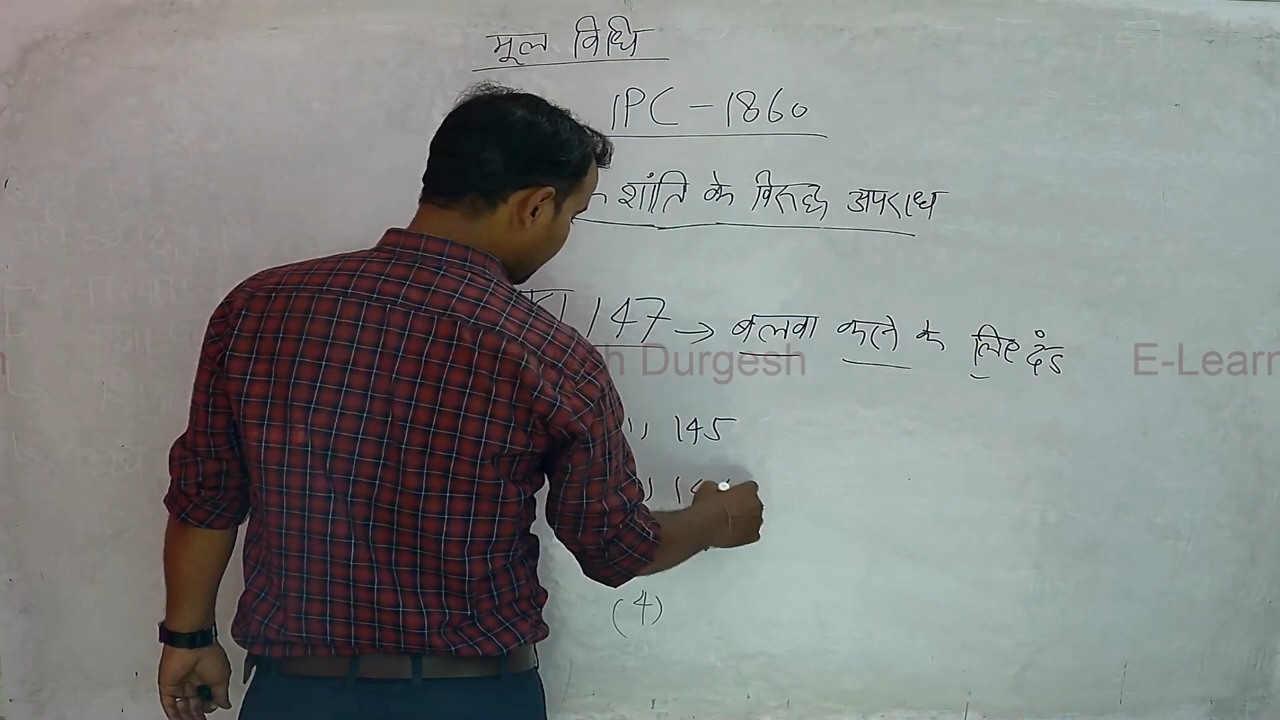 मूल विधि
IPC - 1860
शांति के विरुद्ध अपराध
147 → बलवा करने के लिए दंड
h Durgesh
E-Learn
145
(4)